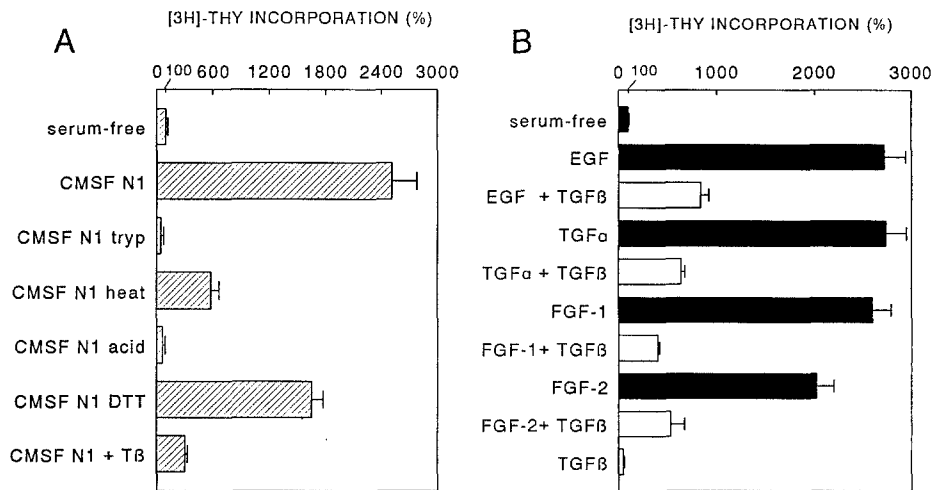 A
[3H]-THY INCORPORATION (%)
0 100 600 1200 1800 2400 3000
serum-free
CMSF N1
CMSF N1 tryp
CMSF N1 heat
CMSF N1 acid
CMSF N1 DTT
CMSF N1 + Tß
B
[3H]-THY INCORPORATION (%)
0 100 1000 2000 3000
serum-free
EGF
EGF + TGFß
TGFα
TGFα + TGFß
FGF-1
FGF-1+ TGFß
FGF-2
FGF-2+ TGFß
TGFß